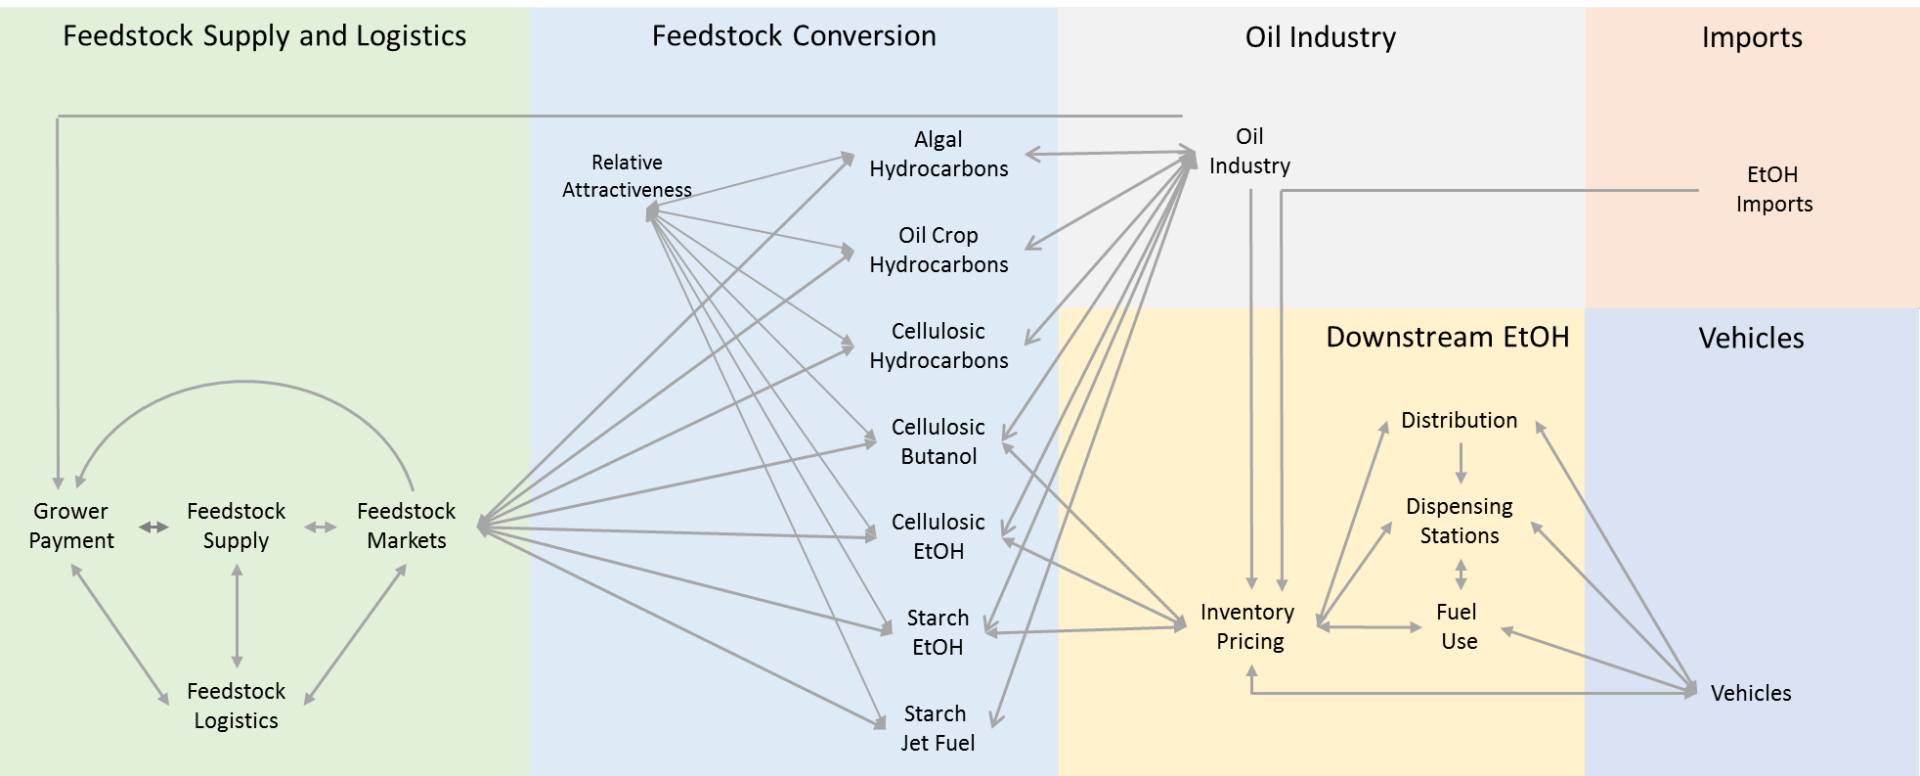 Feedstock Supply and Logistics
Feedstock Conversion
Oil Industry
Imports
Relative
Attractiveness
Algal
Hydrocarbons
Oil Crop
Hydrocarbons
Cellulosic
Hydrocarbons
Cellulosic
Butanol
Cellulosic
EtOH
Starch
EtOH
Starch
Jet Fuel
Oil
Industry
EtOH
Imports
Downstream EtOH
Vehicles
Grower
Payment
Feedstock
Supply
Feedstock
Markets
Feedstock
Logistics
Distribution
Dispensing
Stations
Inventory
Pricing
Fuel
Use
Vehicles